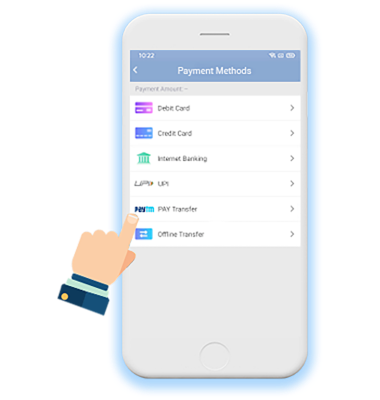 10:22
Payment Methods
Payment Amount:-
Debit Card
Credit Card
Internet Banking
UPI UPI
Paytm PAY Transfer
Offline Transfer